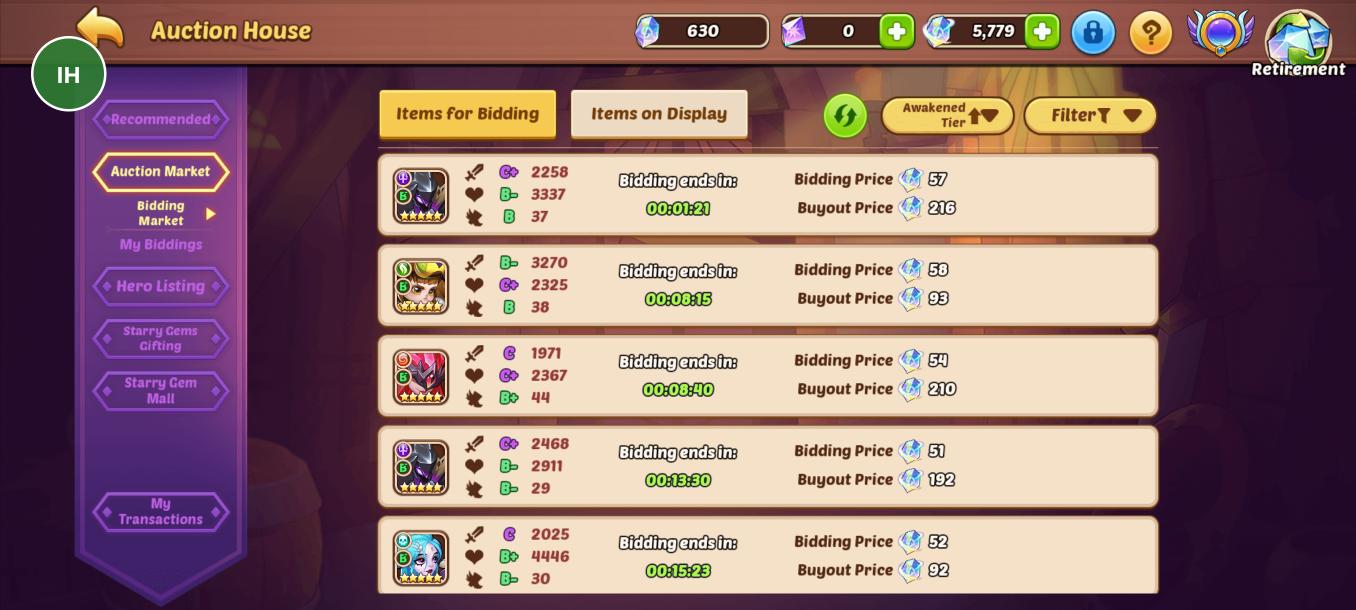 Auction House
630
0
5,779
Retirement
IH
Recommended
Auction Market
Bidding
Market
My Biddings
Hero Listing
Starry Gems
Gifting
Starry Gem
Mall
My
Transactions
Items for Bidding
Items on Display
Awakened
Tier
Filter
B
C+ 2258
B- 3337
B 37
Bidding ends in:
00:01:21
Bidding Price 57
Buyout Price 216
B
B- 3270
C+ 2325
B 38
Bidding ends in:
00:08:15
Bidding Price 58
Buyout Price 93
B
C 1971
C+ 2367
B+ 44
Bidding ends in:
00:08:40
Bidding Price 54
Buyout Price 210
B
C+ 2468
B- 2911
B- 29
Bidding ends in:
00:13:30
Bidding Price 51
Buyout Price 192
B
C 2025
B+ 4446
B- 30
Bidding ends in:
00:15:23
Bidding Price 52
Buyout Price 92